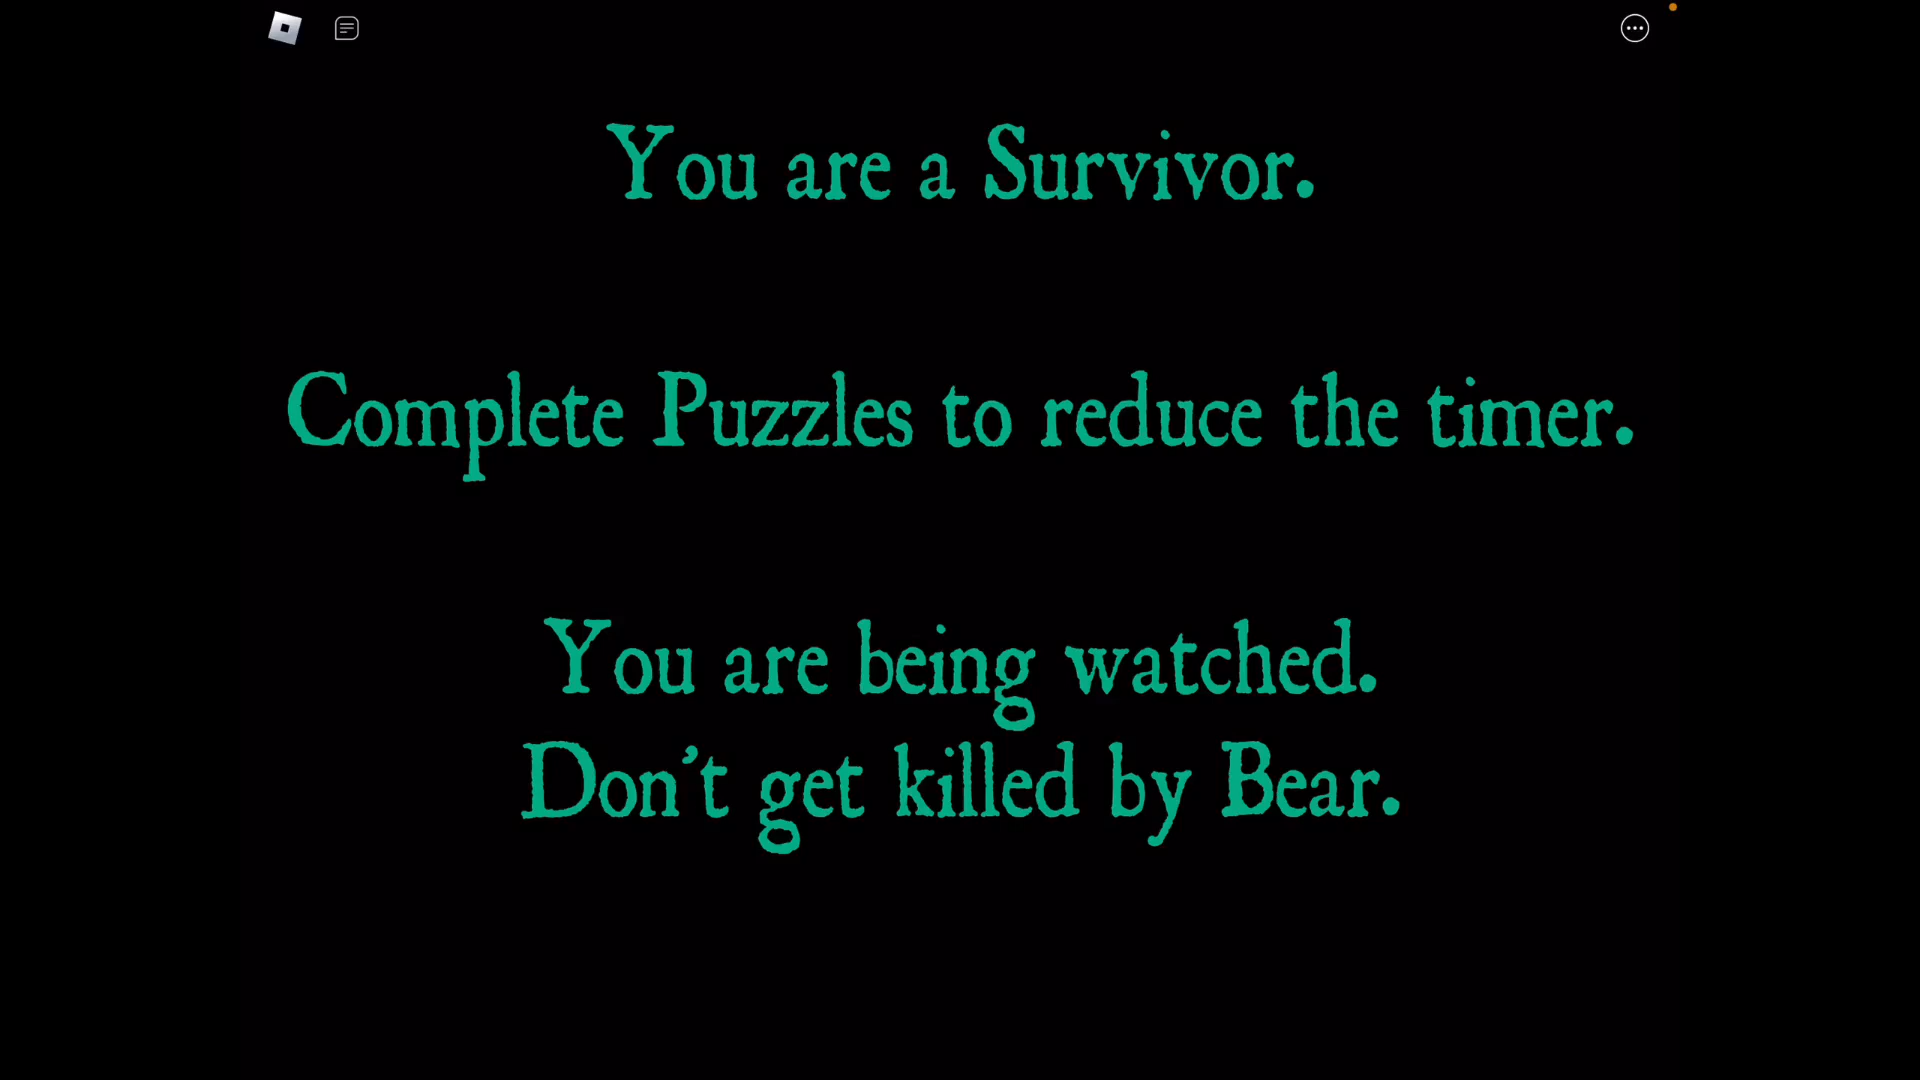 You are a Survivor.
Complete Puzzles to reduce the timer.
You are being watched.
Don't get killed by Bear.